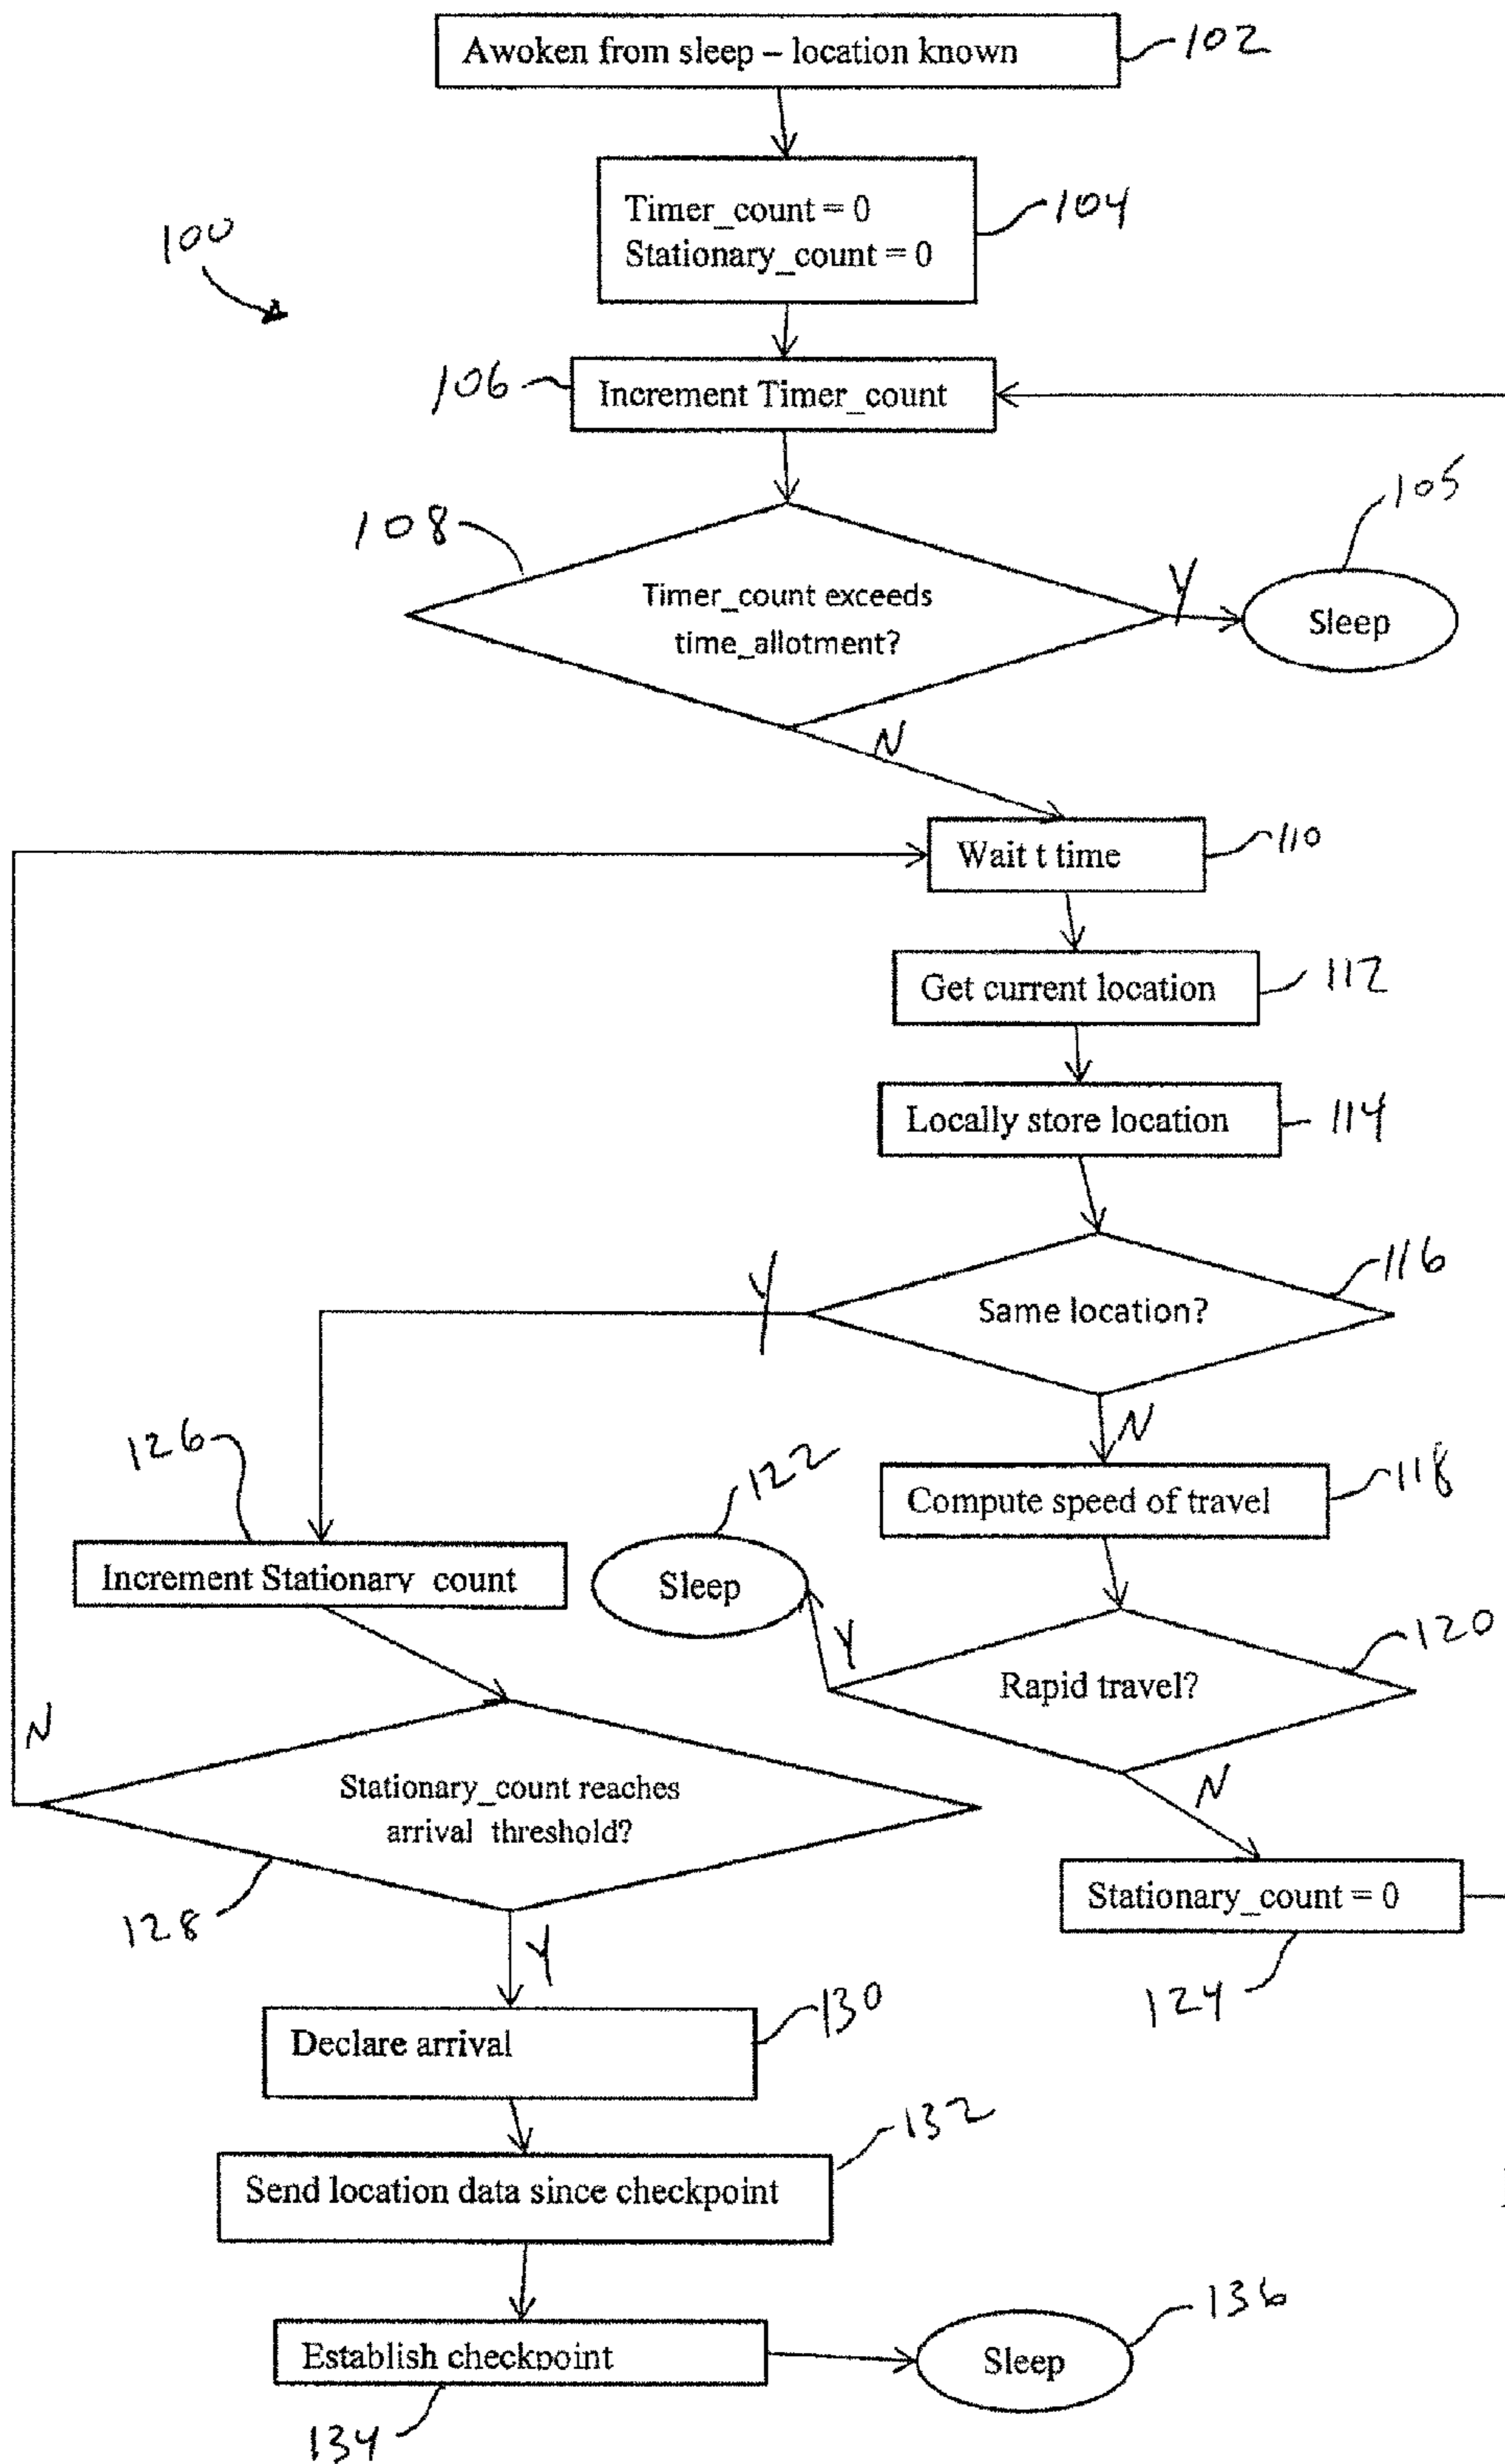 Awoken from sleep – location known
102
Timer_count = 0
Stationary_count = 0
104
100
106
Increment Timer_count
105
108
Timer_count exceeds
time_allotment?
Y
Sleep
N
Wait t time
110
Get current location
112
Locally store location
114
116
Y
Same location?
N
126
122
Compute speed of travel
118
Increment Stationary_count
Sleep
Y
120
Rapid travel?
N
Stationary_count reaches
arrival threshold?
N
128
Stationary_count = 0
Y
124
130
Declare arrival
132
Send location data since checkpoint
136
Establish checkpoint
Sleep
134